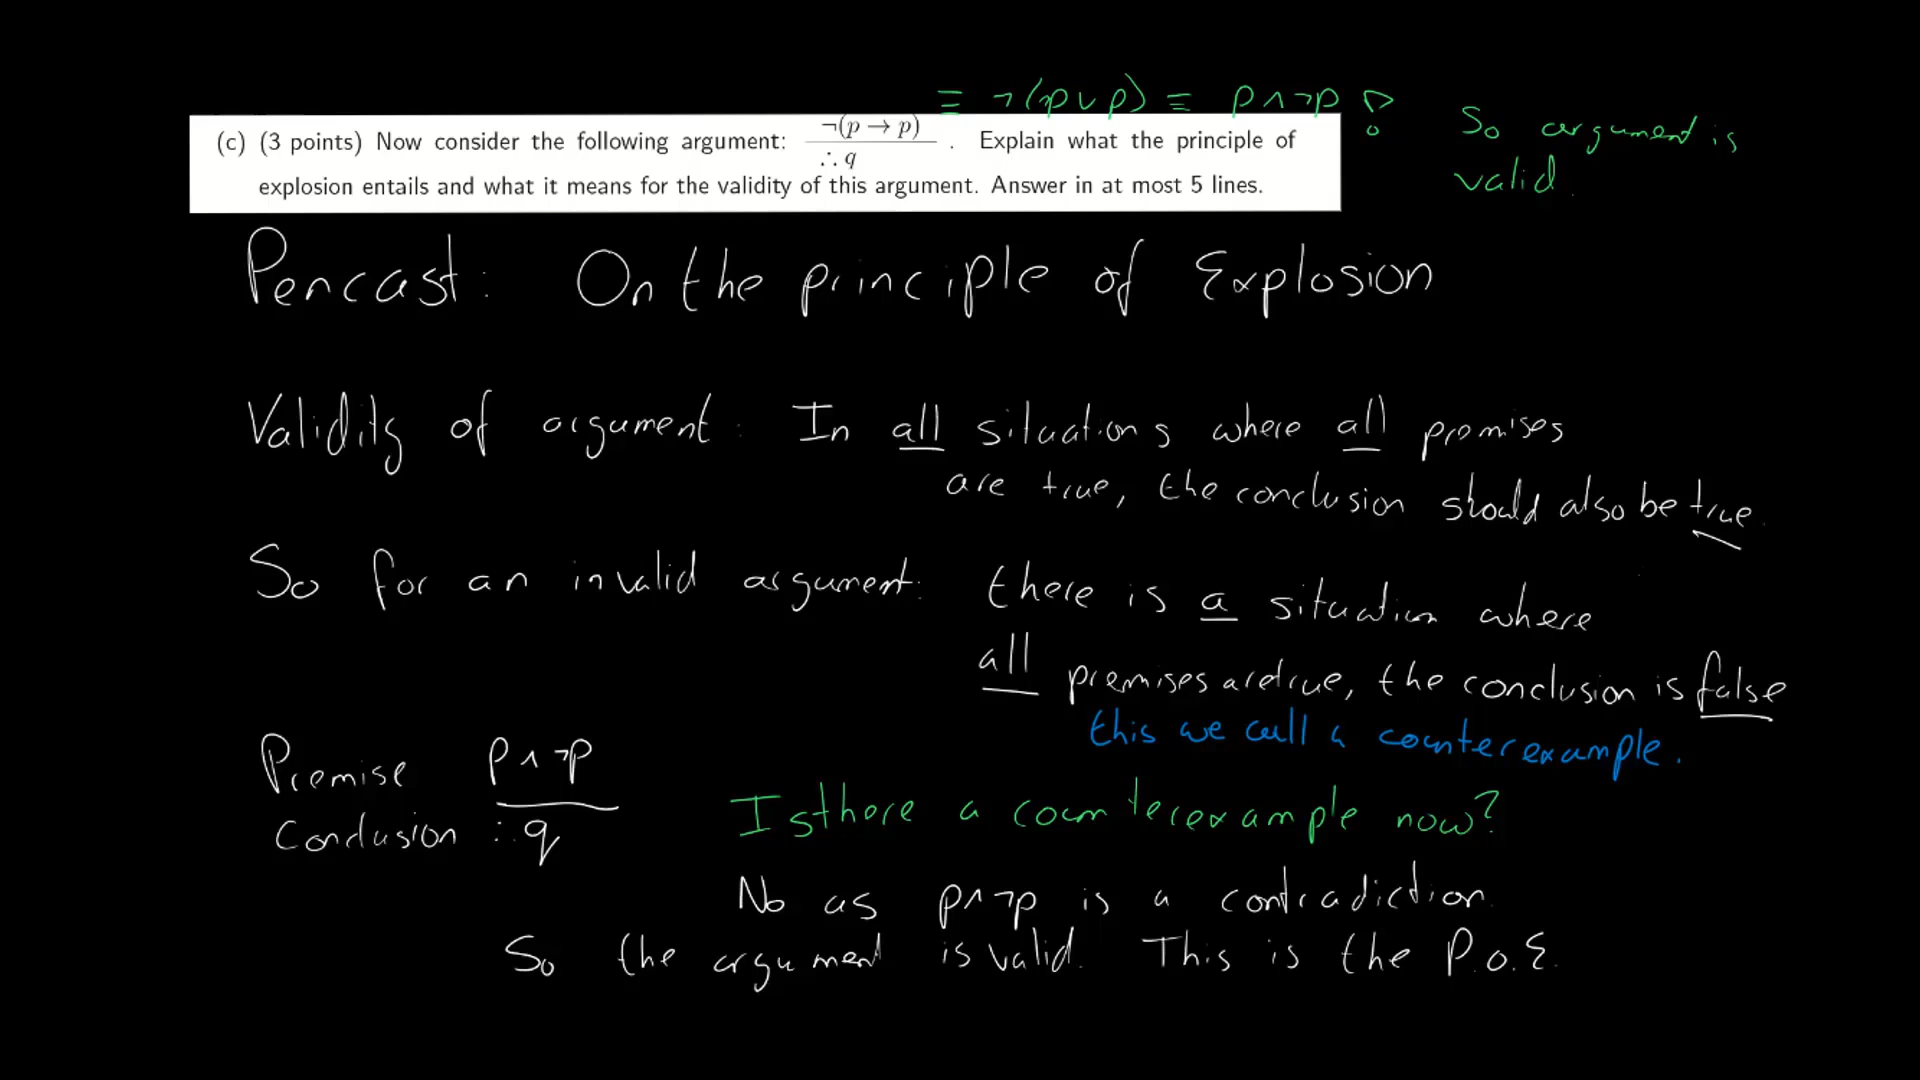 ≡ ¬(¬p ∨ p) ≡ p ∧ ¬p !
So argument is
valid.
(c) (3 points) Now consider the following argument: ¬(p → p)
∴ q . Explain what the principle of
explosion entails and what it means for the validity of this argument. Answer in at most 5 lines.
Pencast: On the principle of Explosion
Validity of argument: In all situations where all premises
are true, the conclusion should also be true.
So for an invalid argument: there is a situation where
all premises are true, the conclusion is false
this we call a counterexample.
Premise p ∧ ¬p
Conclusion ∴ q
Is there a counterexample now?
No as p ∧ ¬p is a contradiction.
So the argument is valid. This is the P.o.E.